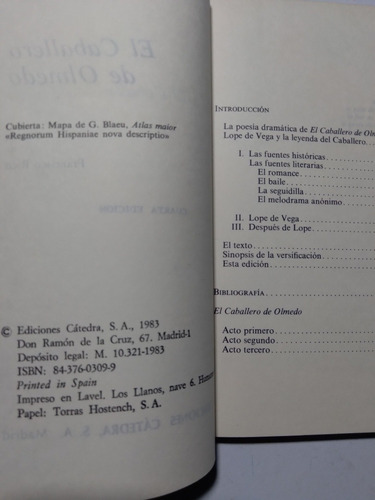 Cubierta: Mapa de G. Blaeu, Atlas maior
«Regnorum Hispaniae nova descriptio»
© Ediciones Cátedra, S. A., 1983
Don Ramón de la Cruz, 67. Madrid-1
Depósito legal: M. 10.321-1983
ISBN: 84-376-0309-9
Printed in Spain
Impreso en Lavel. Los Llanos, nave 6.
Papel: Torras Hostench, S. A.
INTRODUCCIÓN
La poesía dramática de El Caballero de
Lope de Vega y la leyenda del Caballero.
I. Las fuentes históricas
Las fuentes literarias
El romance
El baile
La seguidilla
El melodrama anónimo
II. Lope de Vega
III. Después de Lope
El texto
Sinopsis de la versificación
Esta edición
BIBLIOGRAFÍA
El Caballero de Olmedo
Acto primero
Acto segundo
Acto tercero